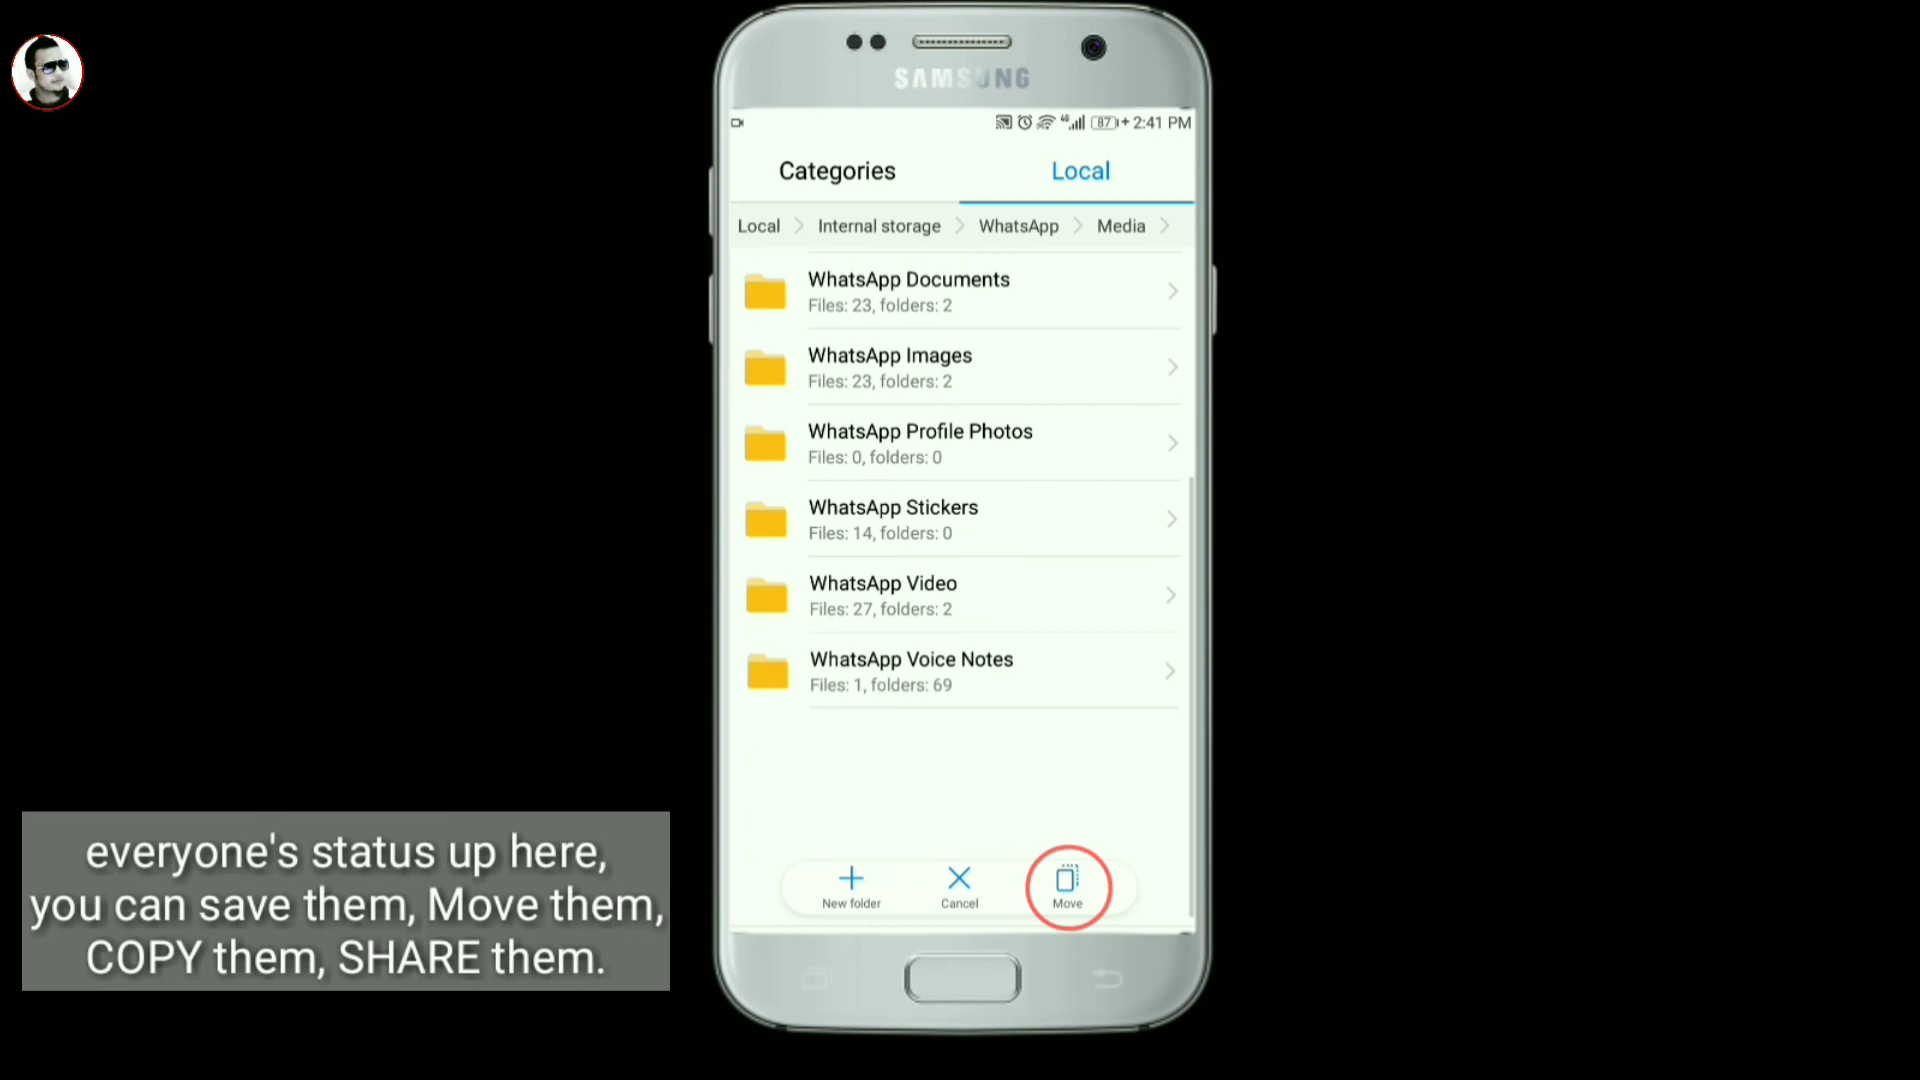 SAMSUNG
4G 87 + 2:41 PM
Categories Local
Local Internal storage WhatsApp Media
WhatsApp Documents
Files: 23, folders: 2
WhatsApp Images
Files: 23, folders: 2
WhatsApp Profile Photos
Files: 0, folders: 0
WhatsApp Stickers
Files: 14, folders: 0
WhatsApp Video
Files: 27, folders: 2
WhatsApp Voice Notes
Files: 1, folders: 69
New folder Cancel Move
everyone's status up here,
you can save them, Move them,
COPY them, SHARE them.